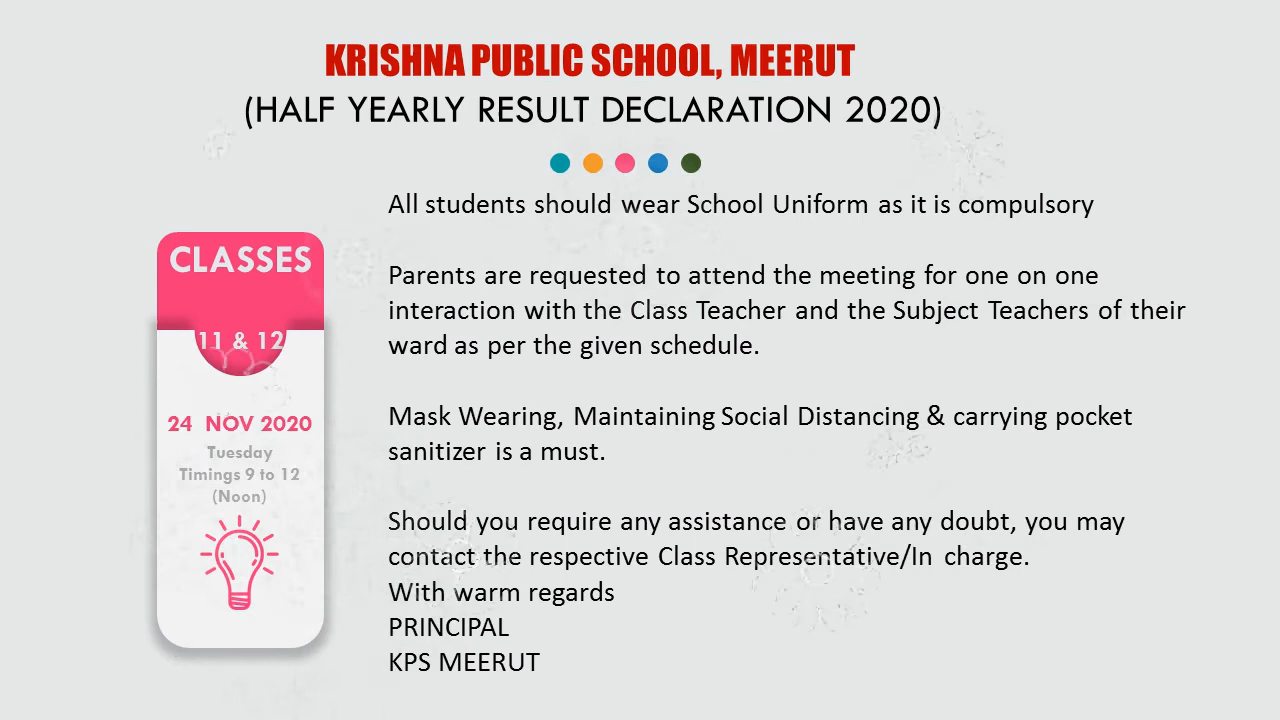 KRISHNA PUBLIC SCHOOL, MEERUT
(HALF YEARLY RESULT DECLARATION 2020)
CLASSES
11 & 12
24 NOV 2020
Tuesday
Timings 9 to 12
(Noon)
All students should wear School Uniform as it is compulsory
Parents are requested to attend the meeting for one on one
interaction with the Class Teacher and the Subject Teachers of their
ward as per the given schedule.
Mask Wearing, Maintaining Social Distancing & carrying pocket
sanitizer is a must.
Should you require any assistance or have any doubt, you may
contact the respective Class Representative/In charge.
With warm regards
PRINCIPAL
KPS MEERUT